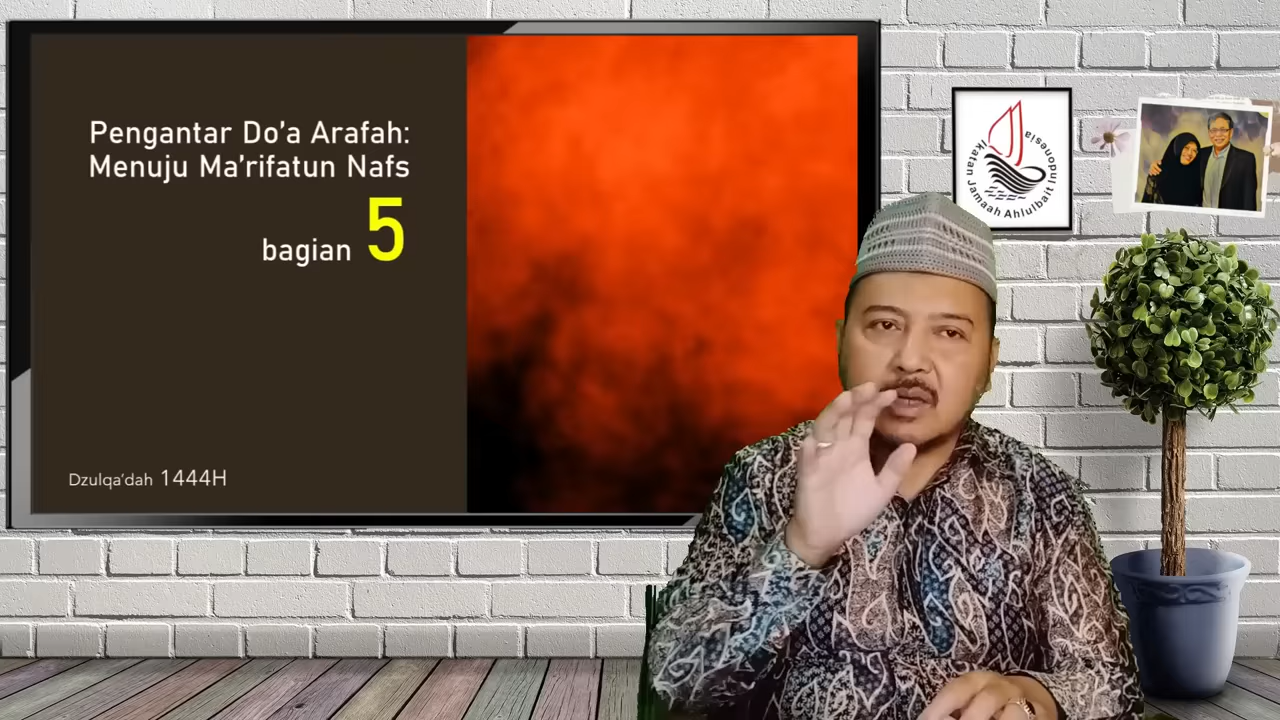 Pengantar Do'a Arafah:
Menuju Ma'rifatun Nafs
bagian 5
Dzulqa'dah 1444H
Ikatan Jamaah Ahlulbait Indonesia